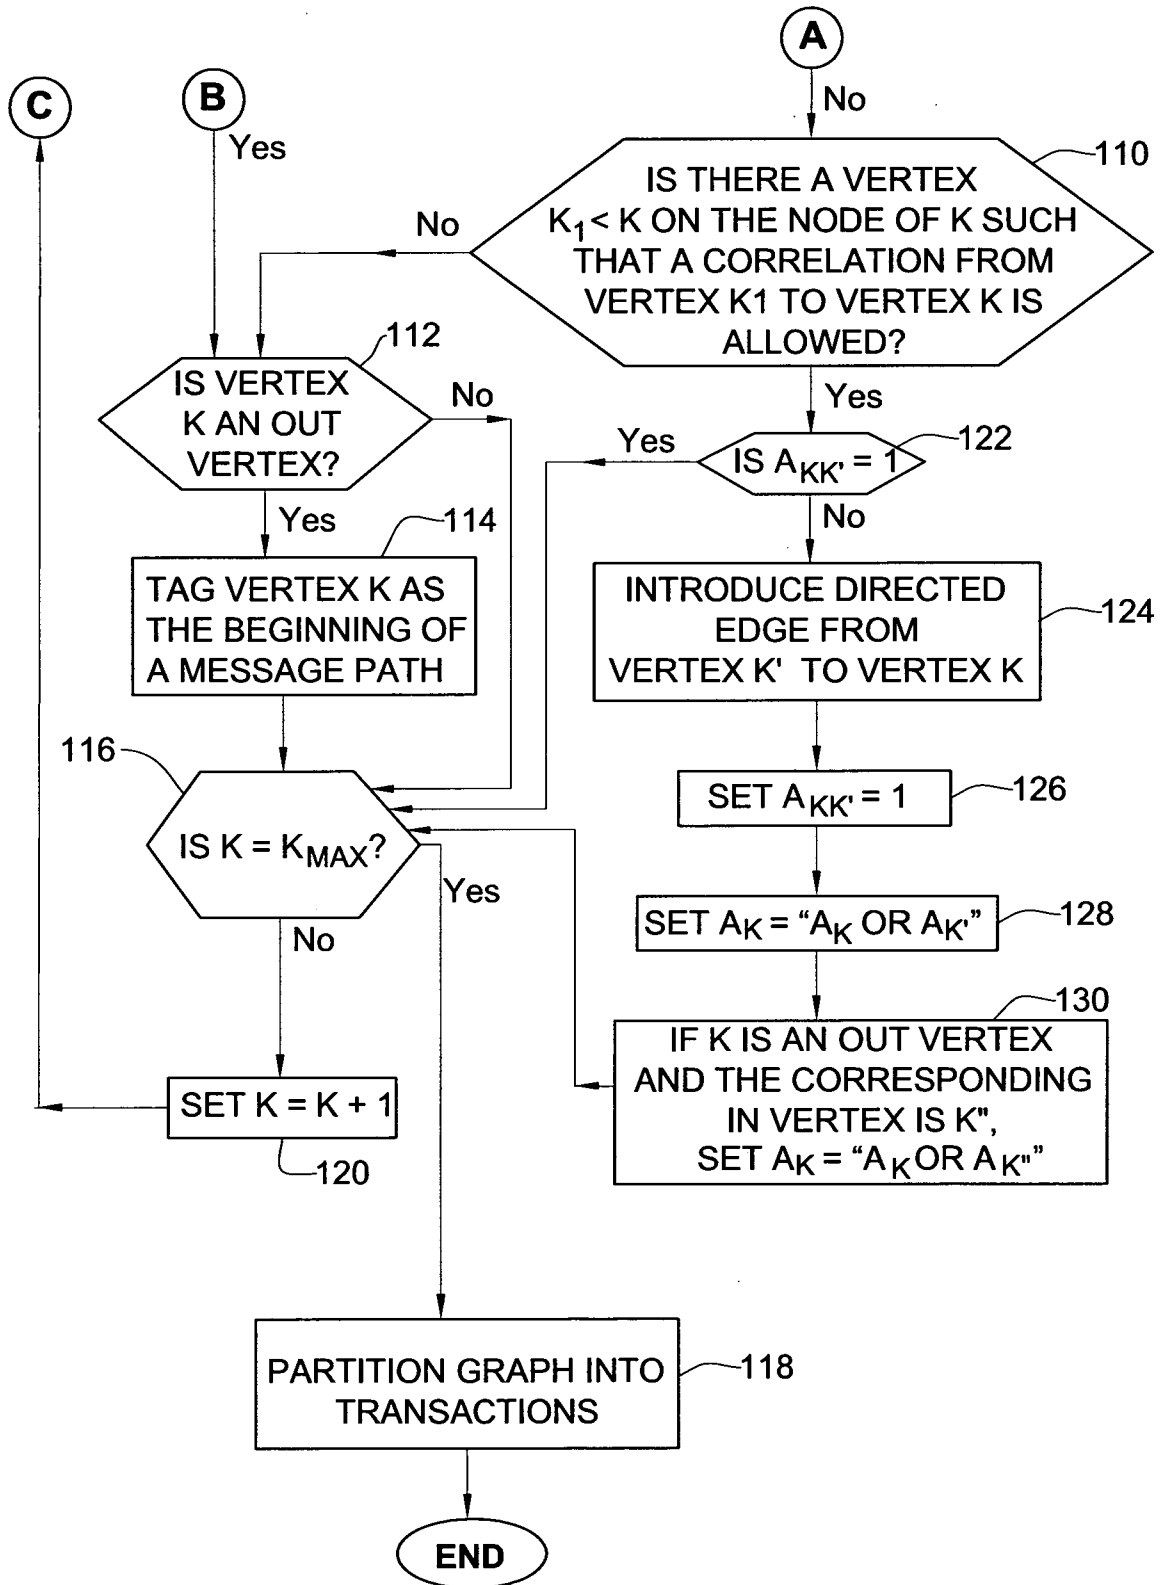 A
C
B
No
Yes
110
IS THERE A VERTEX
K1 < K ON THE NODE OF K SUCH
THAT A CORRELATION FROM
VERTEX K1 TO VERTEX K IS
ALLOWED?
No
112
IS VERTEX
K AN OUT
VERTEX?
No
Yes
Yes
122
IS AKK' = 1
Yes
No
114
TAG VERTEX K AS
THE BEGINNING OF
A MESSAGE PATH
INTRODUCE DIRECTED
EDGE FROM
VERTEX K' TO VERTEX K
124
116
IS K = KMAX?
Yes
No
SET AKK' = 1
126
SET AK = “AK OR AK'”
128
130
IF K IS AN OUT VERTEX
AND THE CORRESPONDING
IN VERTEX IS K",
SET AK = “AK OR AK"”
SET K = K + 1
120
PARTITION GRAPH INTO
TRANSACTIONS
118
END